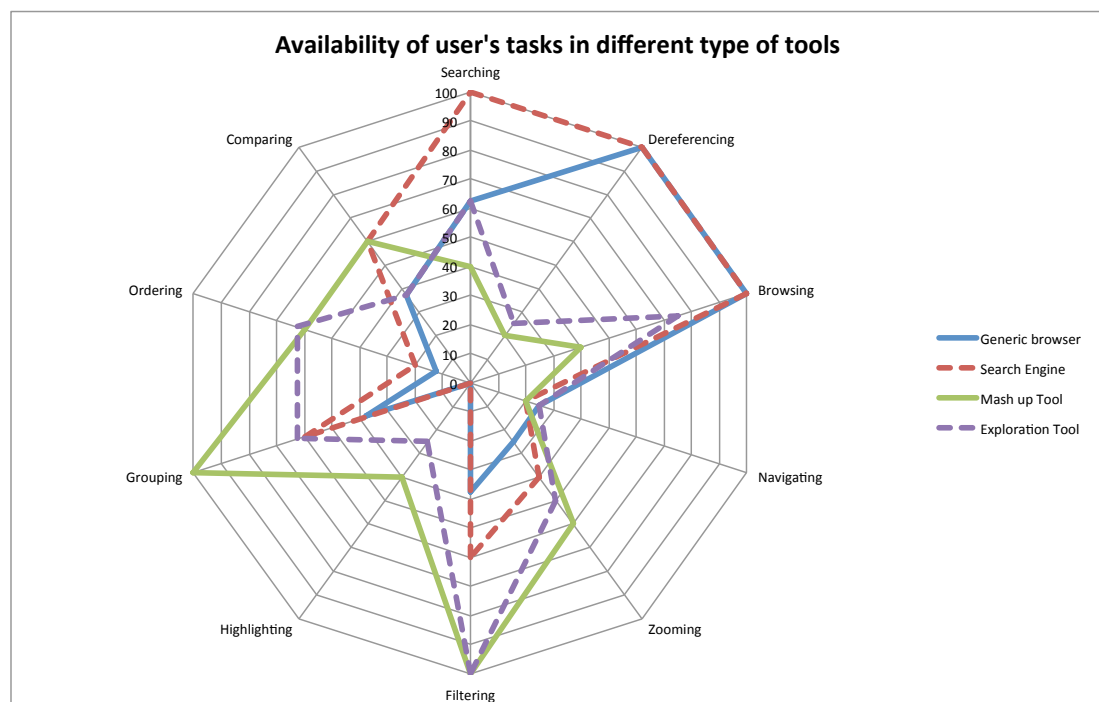 Availability of user's tasks in different type of tools
Searching
Dereferencing
Browsing
Navigating
Zooming
Filtering
Highlighting
Grouping
Ordering
Comparing
100
90
80
70
60
50
40
30
20
10
0
Generic browser
Search Engine
Mash up Tool
Exploration Tool